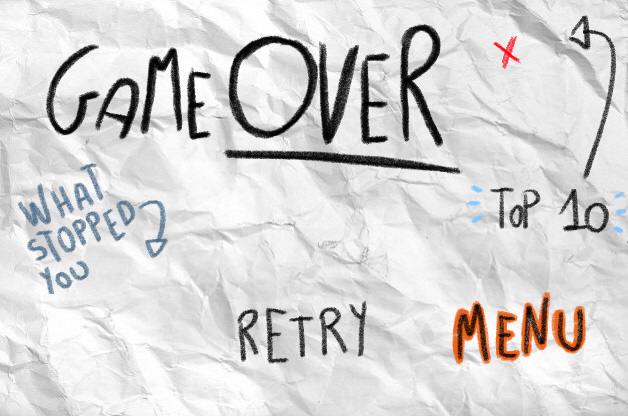 GAME OVER
WHAT
STOPPED
YOU
TOP 10
RETRY
MENU